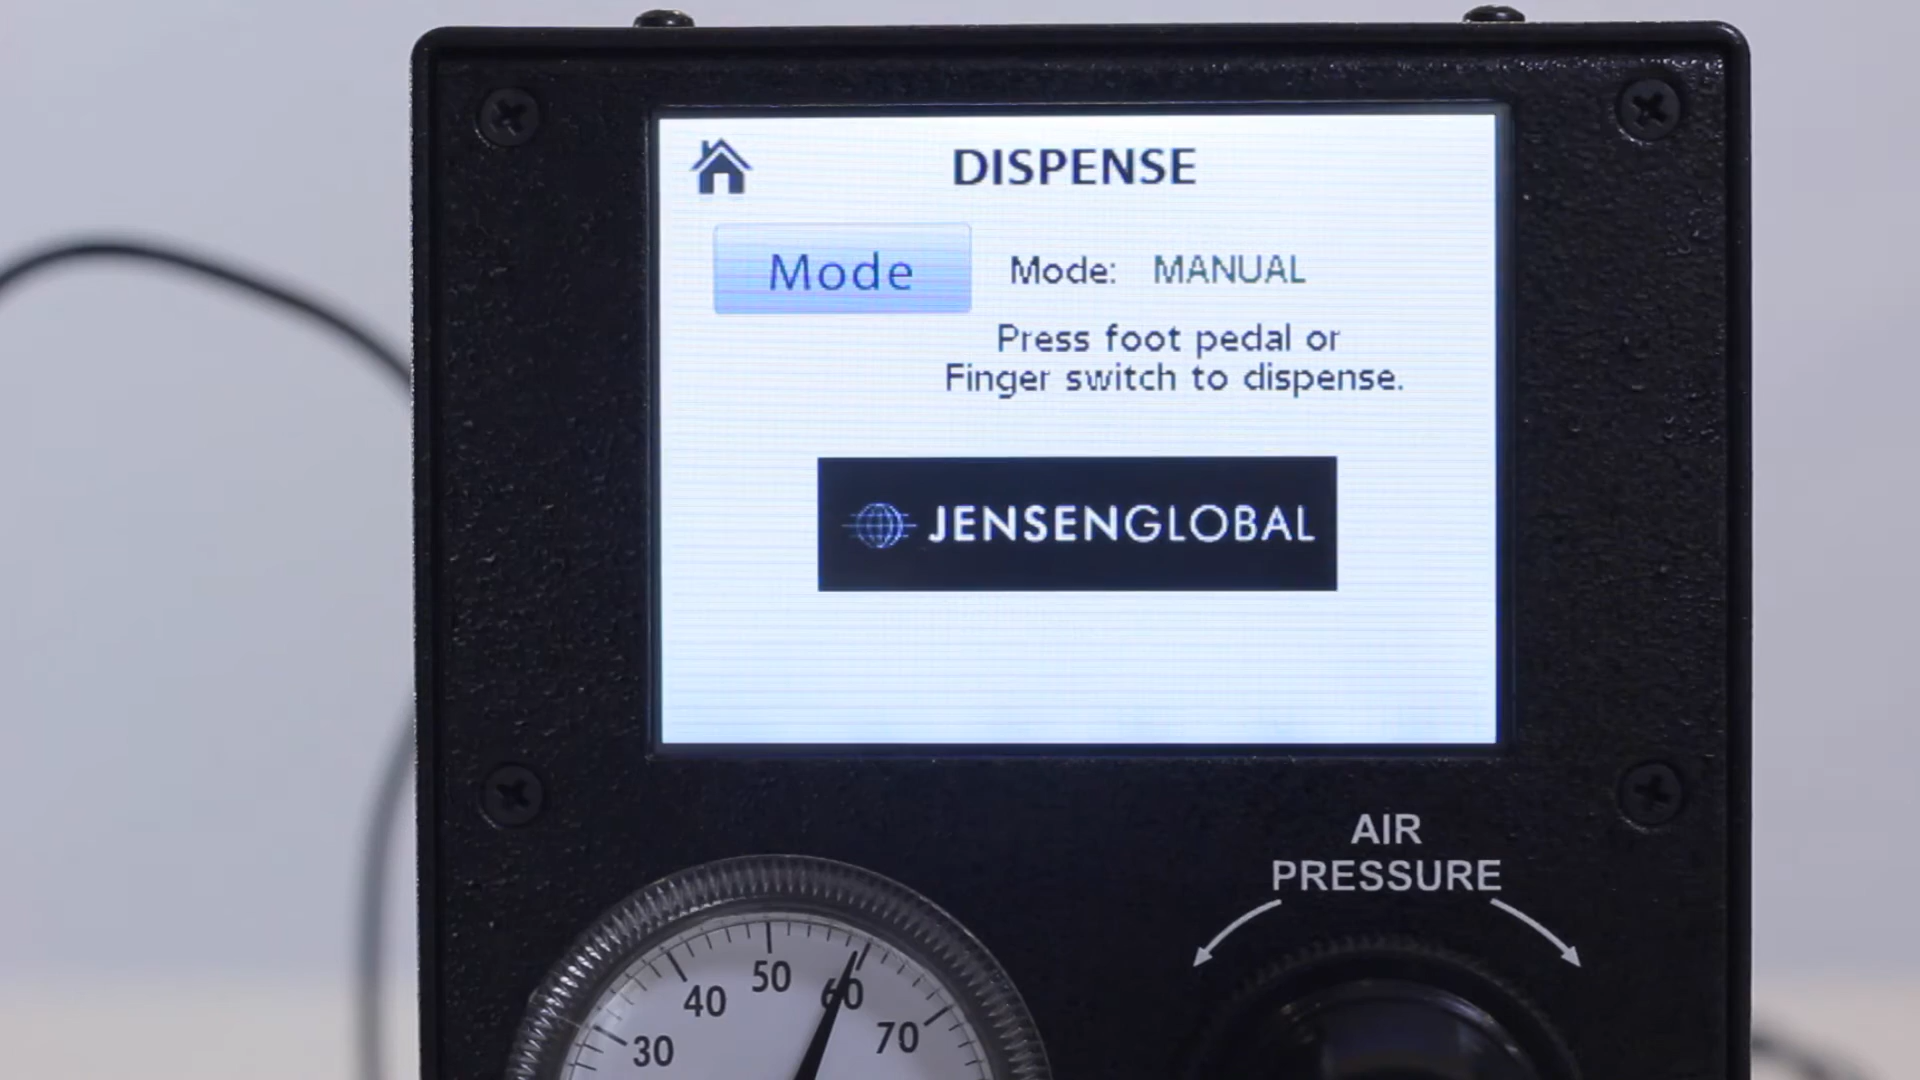 DISPENSE
Mode
Mode: MANUAL
Press foot pedal or
Finger switch to dispense.
JENSENGLOBAL
AIR
PRESSURE
30
40
50
60
70